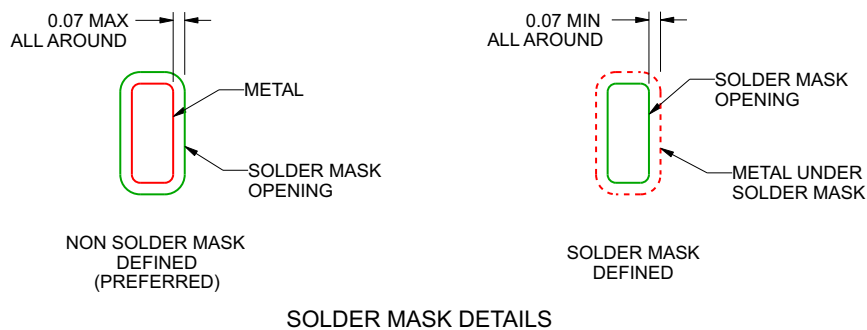 0.07 MAX
ALL AROUND
METAL
SOLDER MASK
OPENING
NON SOLDER MASK
DEFINED
(PREFERRED)
0.07 MIN
ALL AROUND
SOLDER MASK
OPENING
METAL UNDER
SOLDER MASK
SOLDER MASK
DEFINED
SOLDER MASK DETAILS